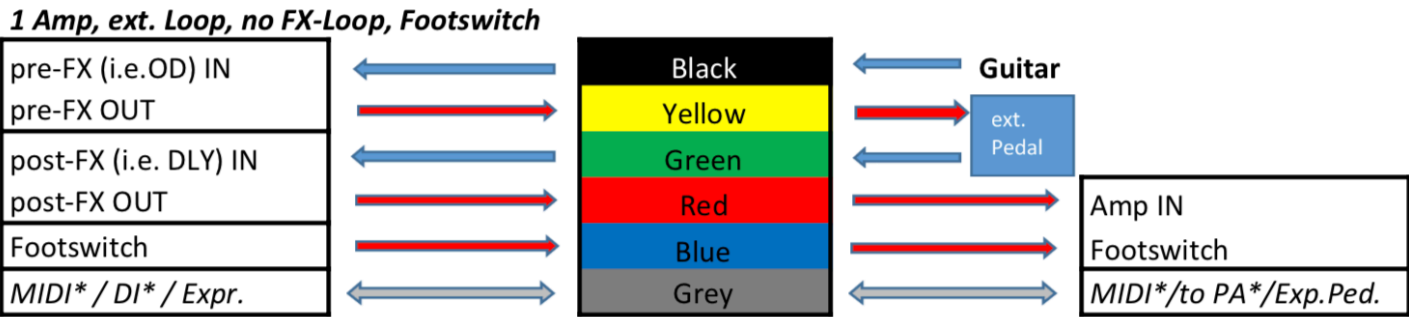 1 Amp, ext. Loop, no FX-Loop, Footswitch
pre-FX (i.e.OD) IN
Black
Guitar
pre-FX OUT
Yellow
ext.
Pedal
post-FX (i.e. DLY) IN
Green
post-FX OUT
Red
Amp IN
Footswitch
Blue
Footswitch
MIDI* / DI* / Expr.
Grey
MIDI*/to PA*/Exp.Ped.